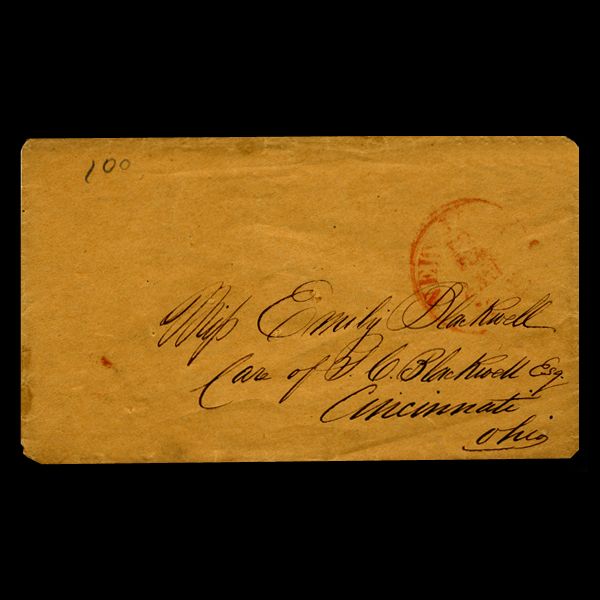 100
Miss Emily Blackwell
Care of S. C. Blackwell Esq.
Cincinnati
Ohio